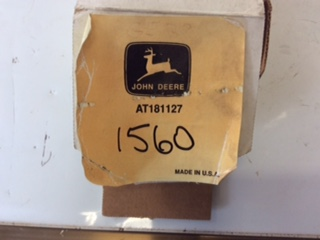 JOHN DEERE
AT181127
1560
MADE IN U.S.A.